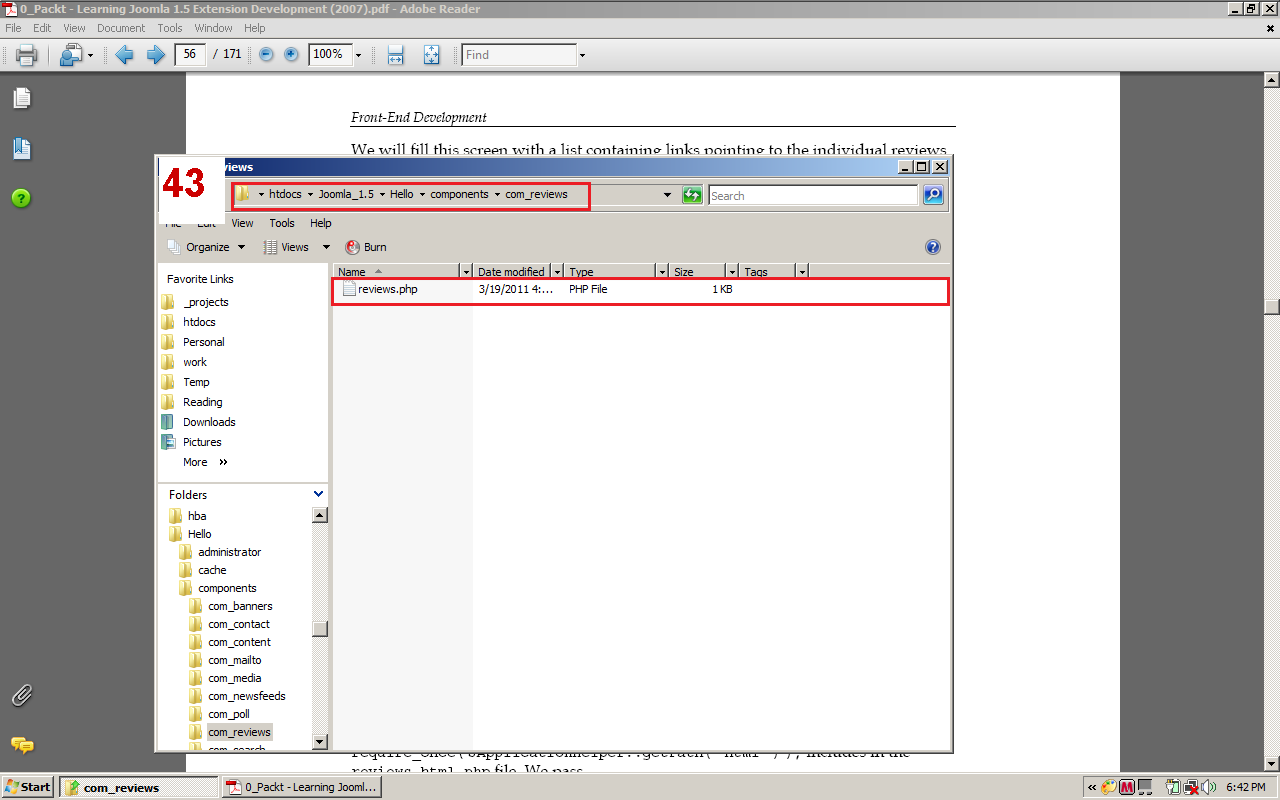 0_Packt - Learning Joomla 1.5 Extension Development (2007).pdf - Adobe Reader
File Edit View Document Tools Window Help
56 / 171 100% Find
Front-End Development
We will fill this screen with a list containing links pointing to the individual reviews
43
views
htdocs Joomla_1.5 Hello components com_reviews Search
File Edit View Tools Help
Organize Views Burn
Name Date modified Type Size Tags
reviews.php 3/19/2011 4:... PHP File 1 KB
Favorite Links
_projects
htdocs
Personal
work
Temp
Reading
Downloads
Pictures
More »
Folders
hba
Hello
administrator
cache
components
com_banners
com_contact
com_content
com_mailto
com_media
com_newsfeeds
com_poll
com_reviews
com_search
require_once(JApplicationHelper::getPath('html')); includes in the
reviews.html.php file. We pass
Start com_reviews 0_Packt - Learning Jooml... « 6:42 PM